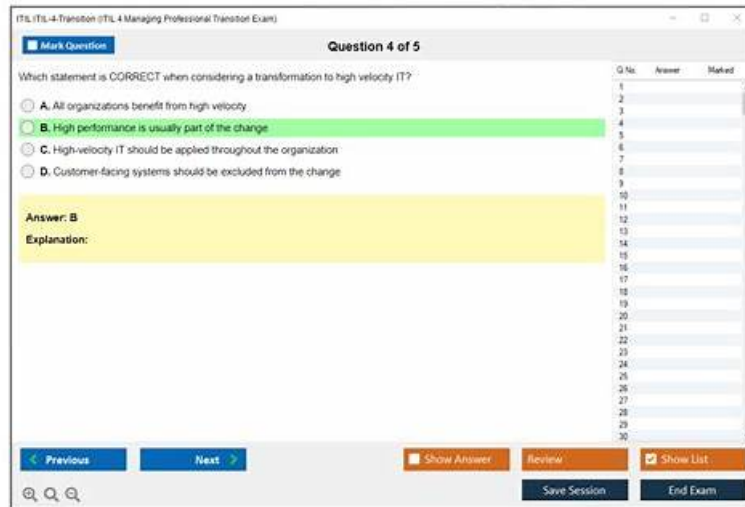 ITIL ITIL-4-Transition (ITIL 4 Managing Professional Transition Exam)
Mark Question
Question 4 of 5
Which statement is CORRECT when considering a transformation to high velocity IT?
A. All organizations benefit from high velocity
B. High performance is usually part of the change
C. High-velocity IT should be applied throughout the organization
D. Customer-facing systems should be excluded from the change
Answer: B
Explanation:
Q.No. Answer Marked
1
2
3
4
5
6
7
8
9
10
11
12
13
14
15
16
17
18
19
20
21
22
23
24
25
26
27
28
29
30
Previous Next Show Answer Review Show List
Save Session End Exam